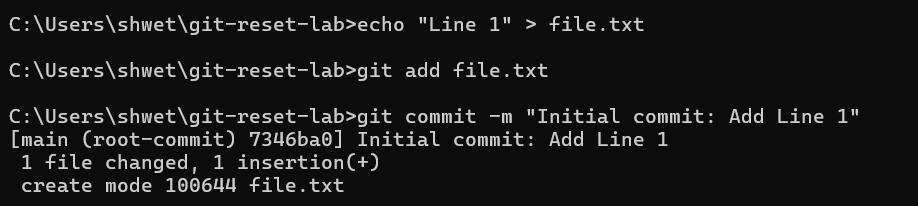 C:\Users\shwet\git-reset-lab>echo "Line 1" > file.txt
C:\Users\shwet\git-reset-lab>git add file.txt
C:\Users\shwet\git-reset-lab>git commit -m "Initial commit: Add Line 1"
[main (root-commit) 7346ba0] Initial commit: Add Line 1
 1 file changed, 1 insertion(+)
 create mode 100644 file.txt